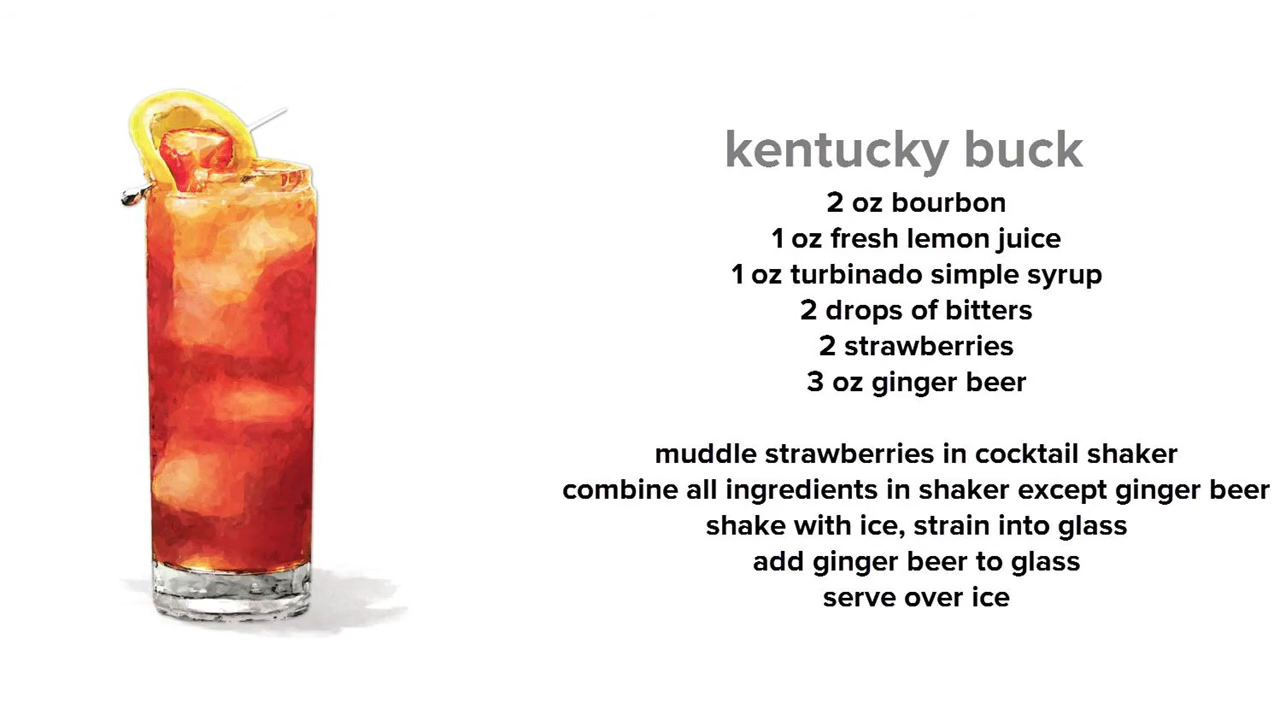 kentucky buck
2 oz bourbon
1 oz fresh lemon juice
1 oz turbinado simple syrup
2 drops of bitters
2 strawberries
3 oz ginger beer
muddle strawberries in cocktail shaker
combine all ingredients in shaker except ginger beer
shake with ice, strain into glass
add ginger beer to glass
serve over ice